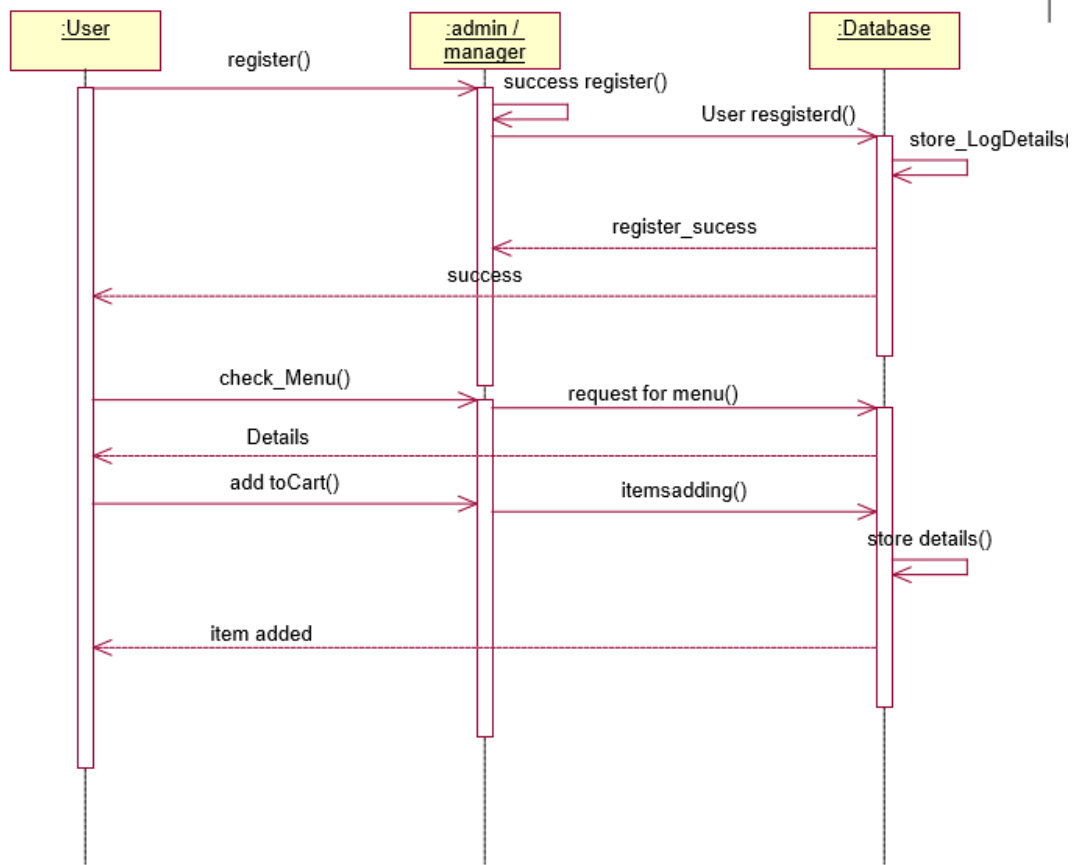 :User
:admin /
manager
:Database
register()
success register()
User resgisterd()
store_LogDetails(
register_sucess
success
check_Menu()
request for menu()
Details
add toCart()
itemsadding()
store details()
item added